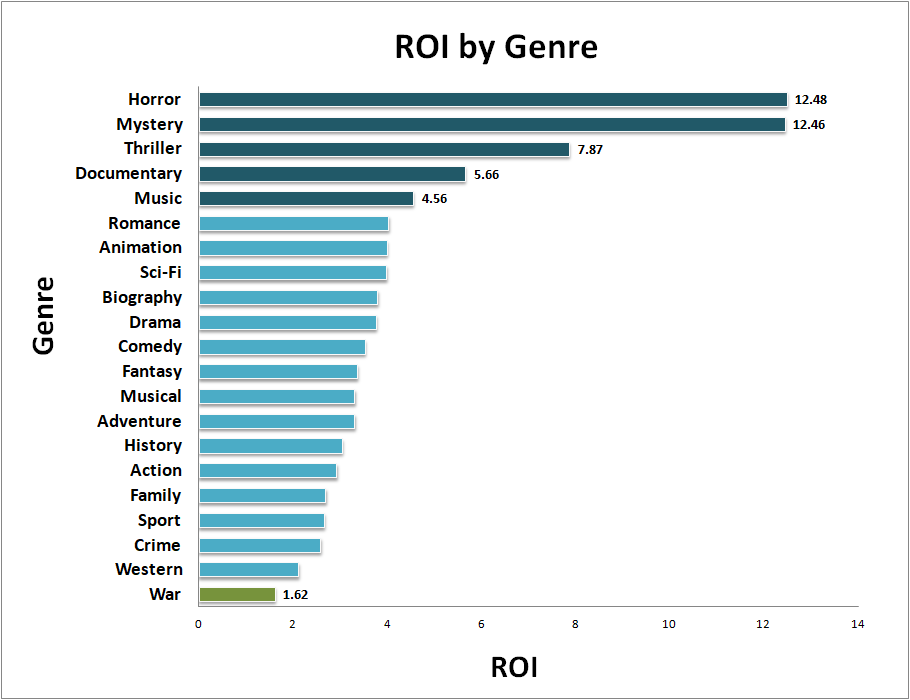 ROI by Genre
Horror 12.48
Mystery 12.46
Thriller 7.87
Documentary 5.66
Music 4.56
Romance
Animation
Sci-Fi
Biography
Drama
Comedy
Fantasy
Musical
Adventure
History
Action
Family
Sport
Crime
Western
War 1.62
Genre
0 2 4 6 8 10 12 14
ROI